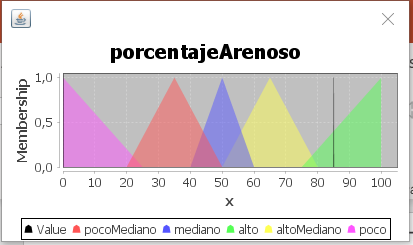 porcentajeArenoso
Membership
1,0
0,5
0,0
0 10 20 30 40 50 60 70 80 90 100
x
Value pocoMediano mediano alto altoMediano poco